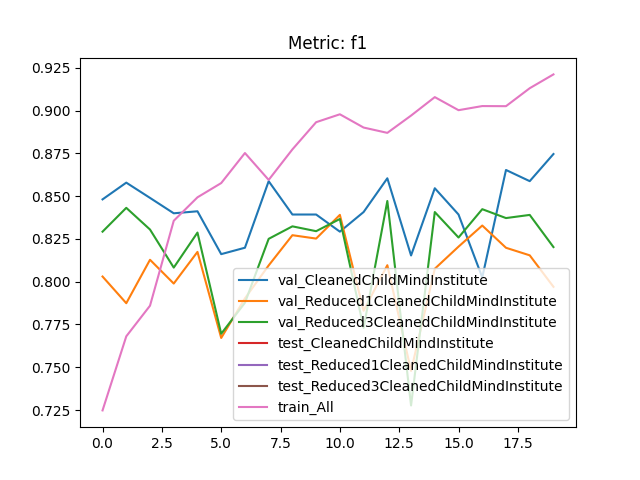 Metric: f1
0.925
0.900
0.875
0.850
0.825
0.800
0.775
0.750
0.725
val_CleanedChildMindInstitute
val_Reduced1CleanedChildMindInstitute
val_Reduced3CleanedChildMindInstitute
test_CleanedChildMindInstitute
test_Reduced1CleanedChildMindInstitute
test_Reduced3CleanedChildMindInstitute
train_All
0.0 2.5 5.0 7.5 10.0 12.5 15.0 17.5